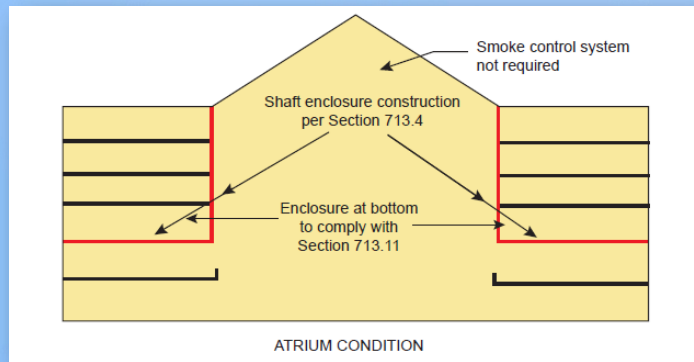 Smoke control system
not required
Shaft enclosure construction
per Section 713.4
Enclosure at bottom
to comply with
Section 713.11
ATRIUM CONDITION